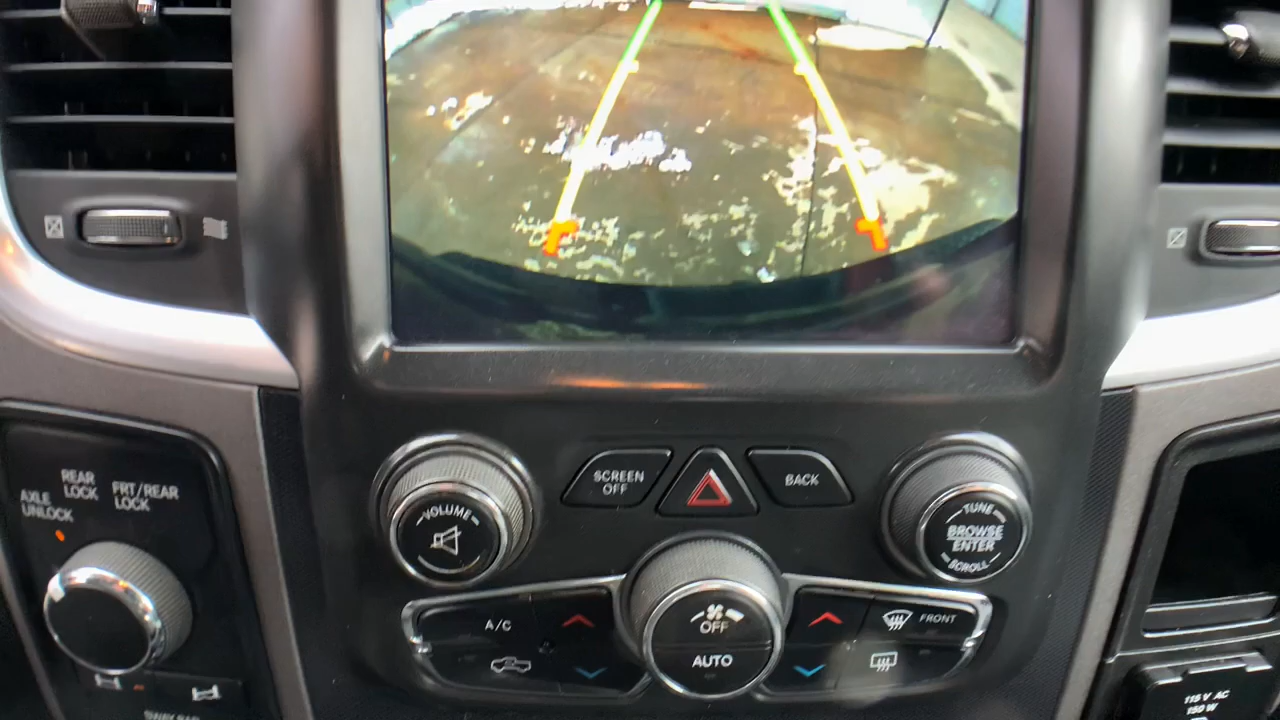 AXLE
UNLOCK
REAR
LOCK
FRT/REAR
LOCK
VOLUME
SCREEN
OFF
BACK
TUNE
BROWSE
ENTER
SCROLL
A/C
OFF
AUTO
FRONT
115 V AC
150 W